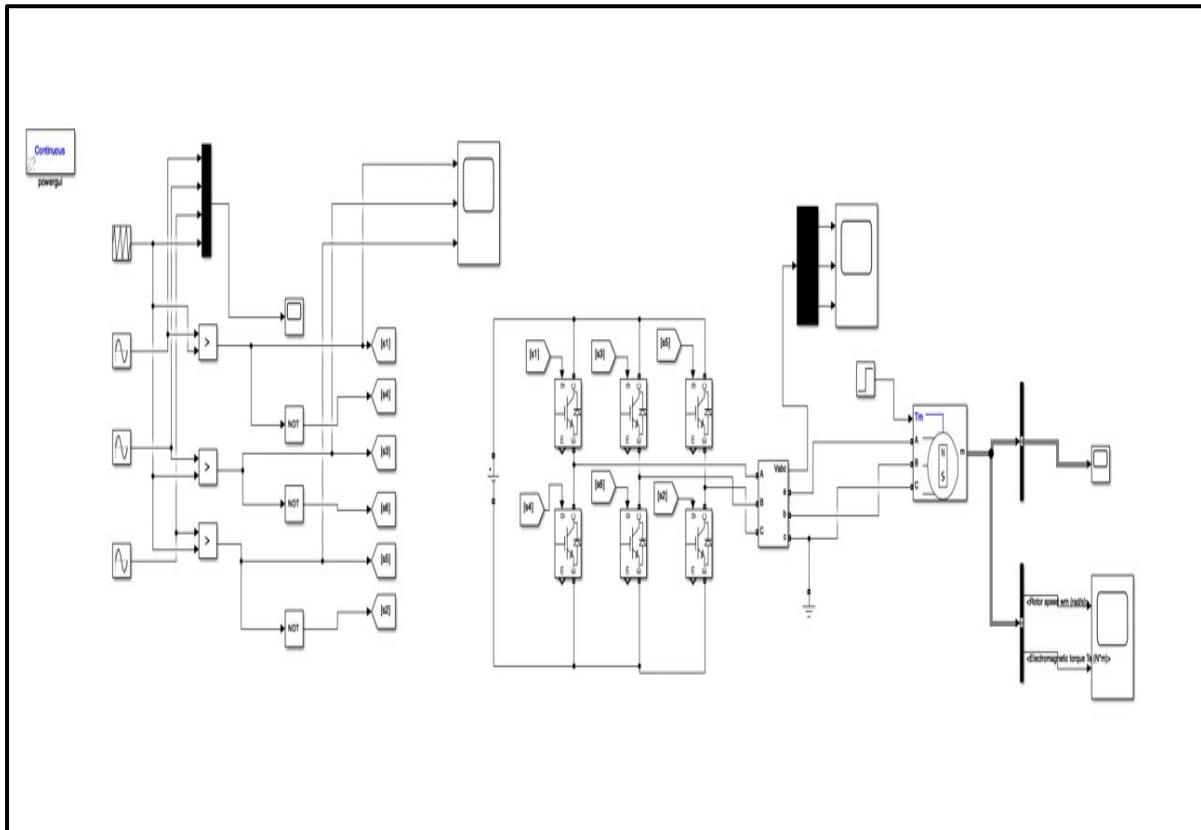 Continuous
powergui
>
[s1]
NOT
[s4]
>
[s3]
NOT
[s6]
>
[s5]
NOT
[s2]
[s1]
[s3]
[s5]
g
C
E
m
g
C
E
m
g
C
E
m
[s4]
[s6]
[s2]
g
C
E
m
g
C
E
m
g
C
E
m
A
B
C
Vabc
a
b
c
Tm
A
B
C
N
S
m
<Rotor speed wm (rad/s)>
<Electromagnetic torque Te (N*m)>